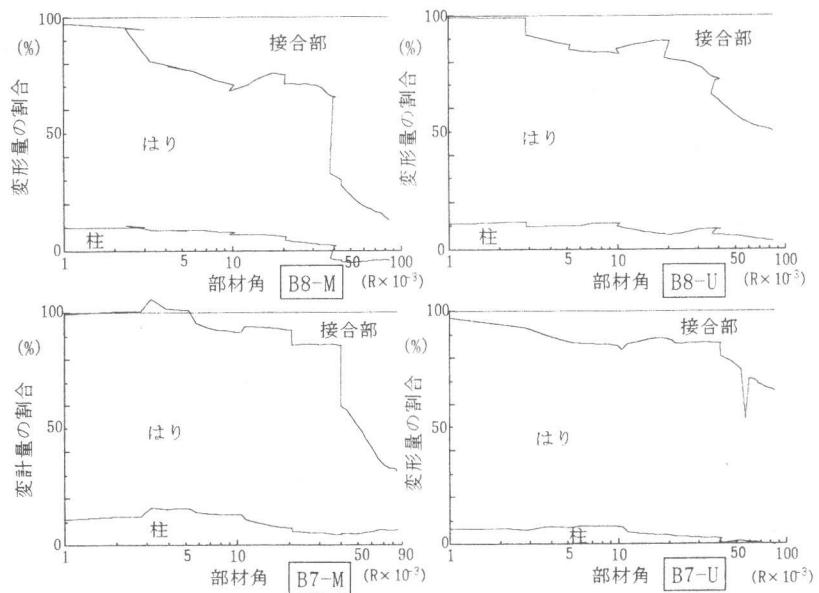 100
(%)
変形量の割合
50
0
接合部
はり
柱
1
10
50
100
部材角
B8-M
(R×10⁻³)
100
(%)
変形量の割合
50
0
接合部
はり
柱
1
5
10
50
100
部材角
B8-U
(R×10⁻³)
100
(%)
変計量の割合
50
0
接合部
はり
柱
1
10
50
90
部材角
B7-M
(R×10⁻³)
100
(%)
変形量の割合
50
0
接合部
はり
柱
1
5
10
50
100
部材角
B7-U
(R×10⁻³)